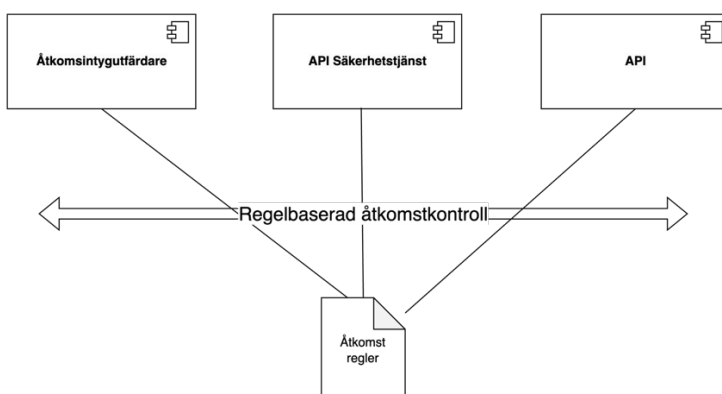 Åtkomsintygutfärdare
API Säkerhetstjänst
API
Regelbaserad åtkomstkontroll
Åtkomst
regler